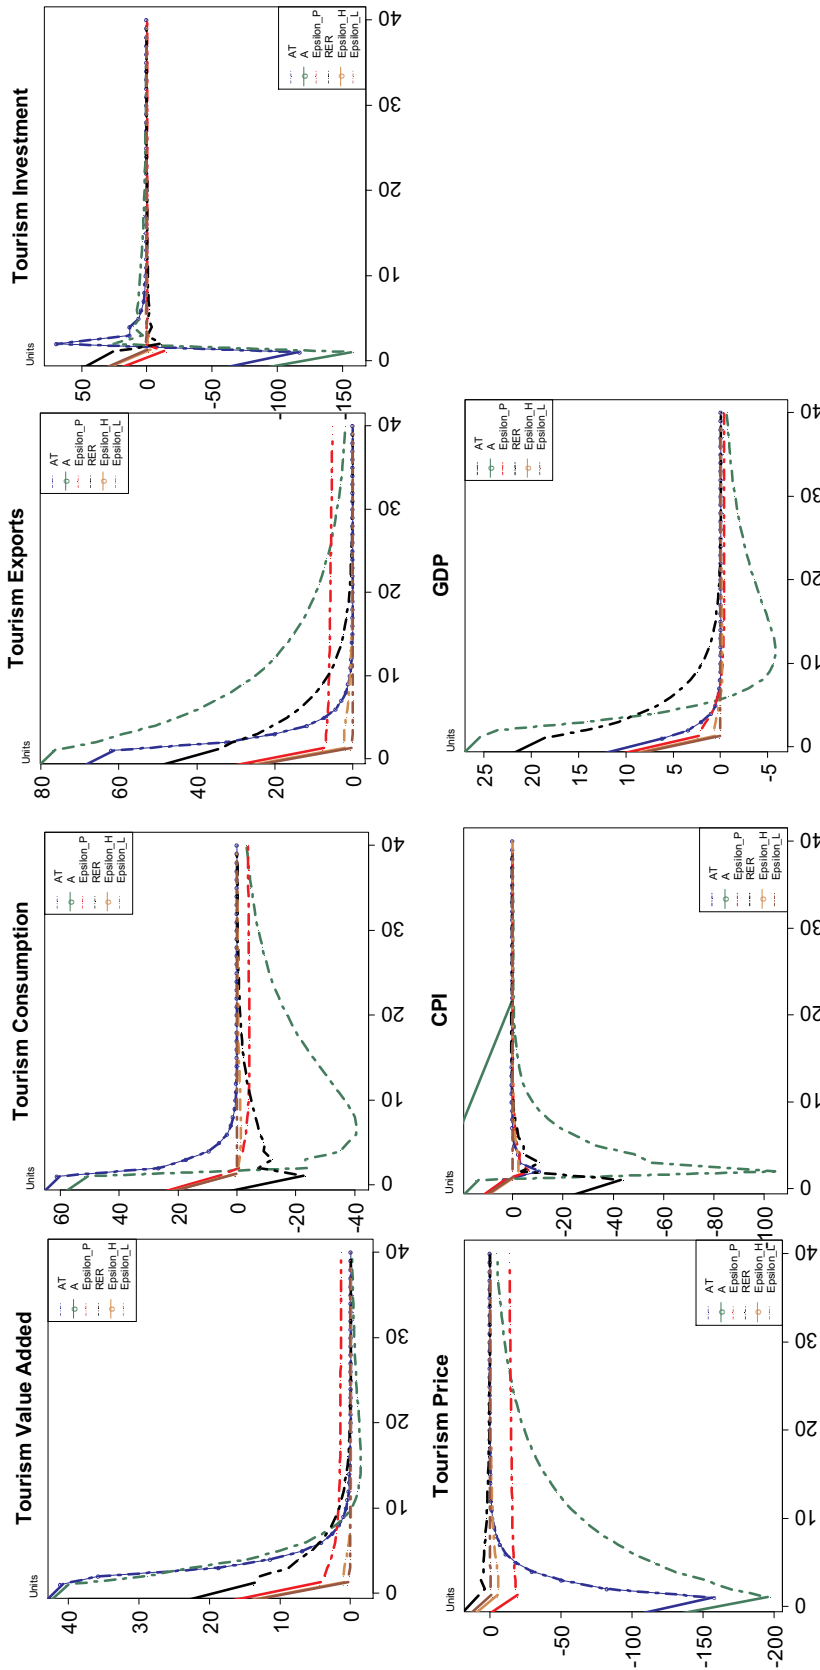 Tourism Value Added
Units
40
30
20
10
0
AT
A
Epsilon_P
RER
Epsilon_H
Epsilon_L
0 10 20 30 40
Tourism Consumption
Units
60
40
20
0
-20
-40
AT
A
Epsilon_P
RER
Epsilon_H
Epsilon_L
0 10 20 30 40
Tourism Exports
Units
80
60
40
20
0
AT
A
Epsilon_P
RER
Epsilon_H
Epsilon_L
0 10 20 30 40
Tourism Investment
Units
50
0
-50
-100
-150
AT
A
Epsilon_P
RER
Epsilon_H
Epsilon_L
0 10 20 30 40
Tourism Price
Units
0
-50
-100
-150
-200
AT
A
Epsilon_P
RER
Epsilon_H
Epsilon_L
0 10 20 30 40
CPI
Units
0
-20
-40
-60
-80
-100
AT
A
Epsilon_P
RER
Epsilon_H
Epsilon_L
0 10 20 30 40
GDP
Units
25
20
15
10
5
0
-5
AT
A
Epsilon_P
RER
Epsilon_H
Epsilon_L
0 10 20 30 40